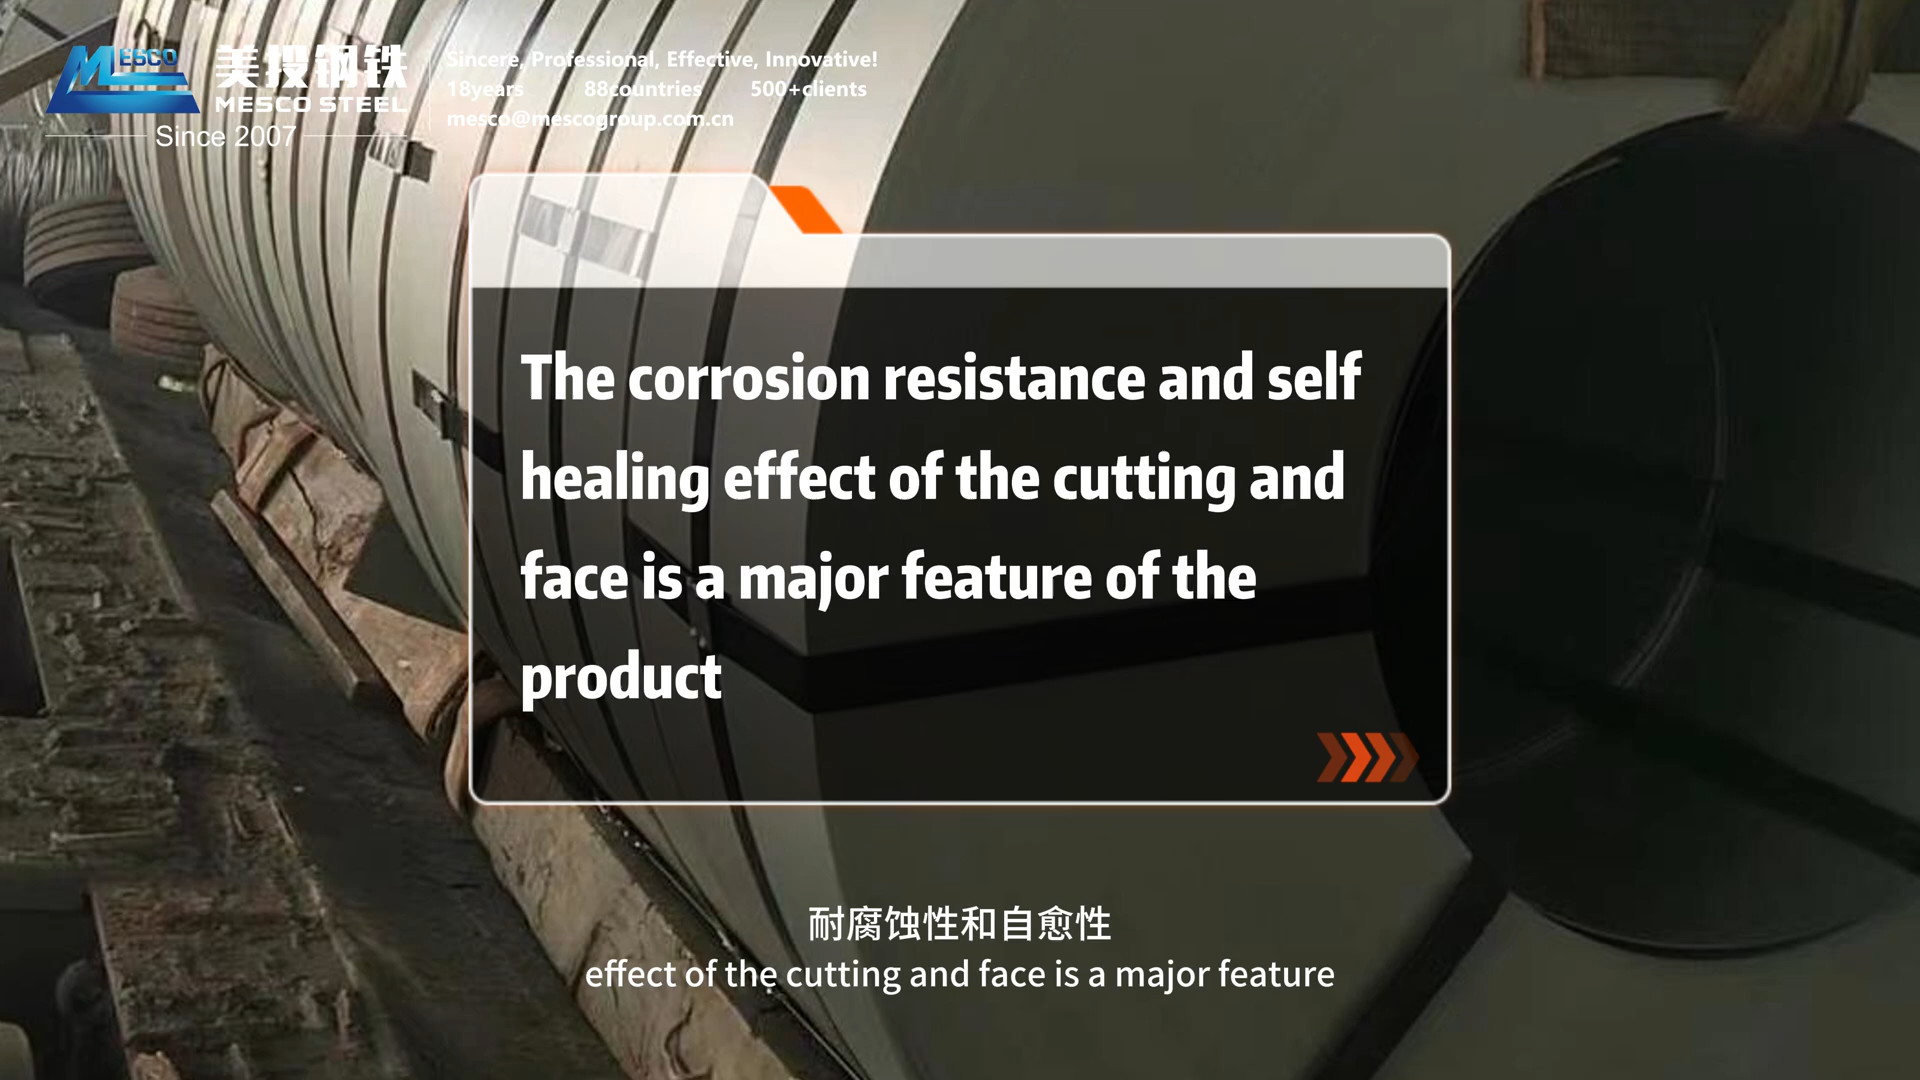 MESCO
美投钢铁
MESCO STEEL
Since 2007
Sincere, Professional, Effective, Innovative!
18years 88countries 500+clients
mesco@mescogroup.com.cn
The corrosion resistance and self
healing effect of the cutting and
face is a major feature of the
product
耐腐蚀性和自愈性
effect of the cutting and face is a major feature